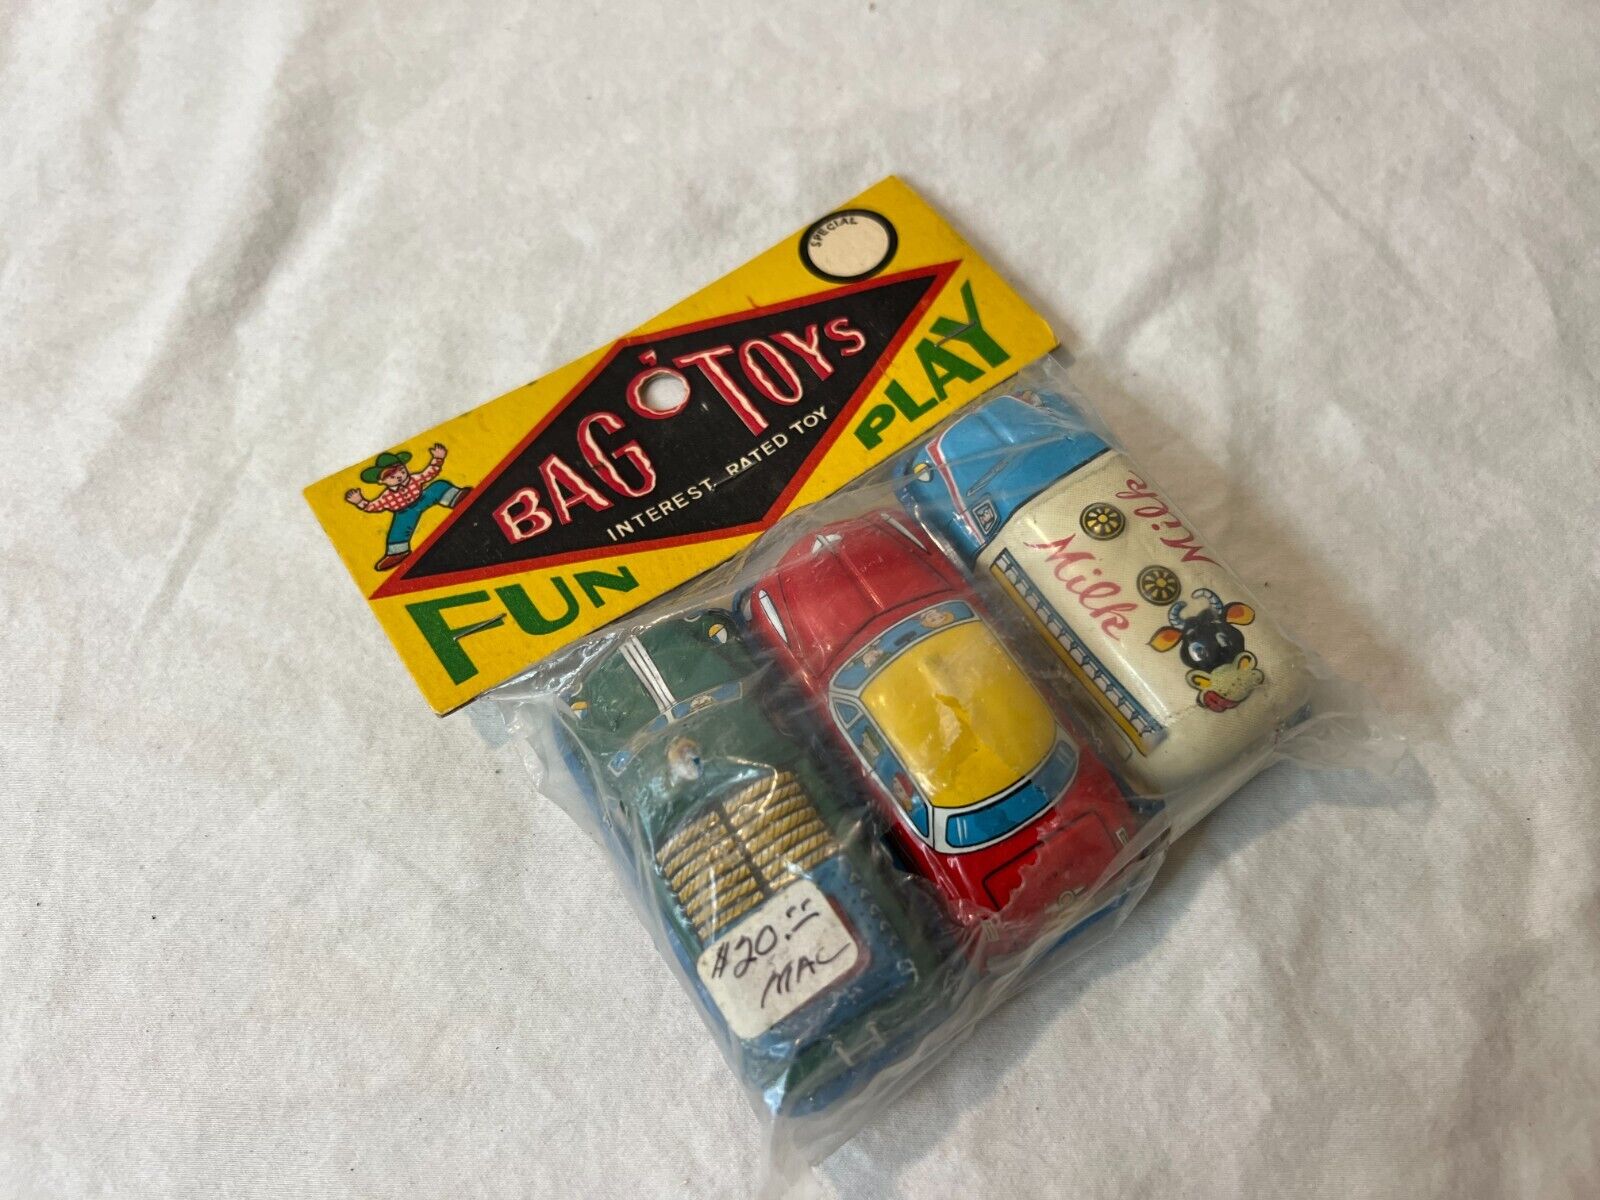 SPECIAL
BAG O' TOYS
INTEREST RATED TOY
FUN PLAY
Milk
Milk
$20.00
MAC